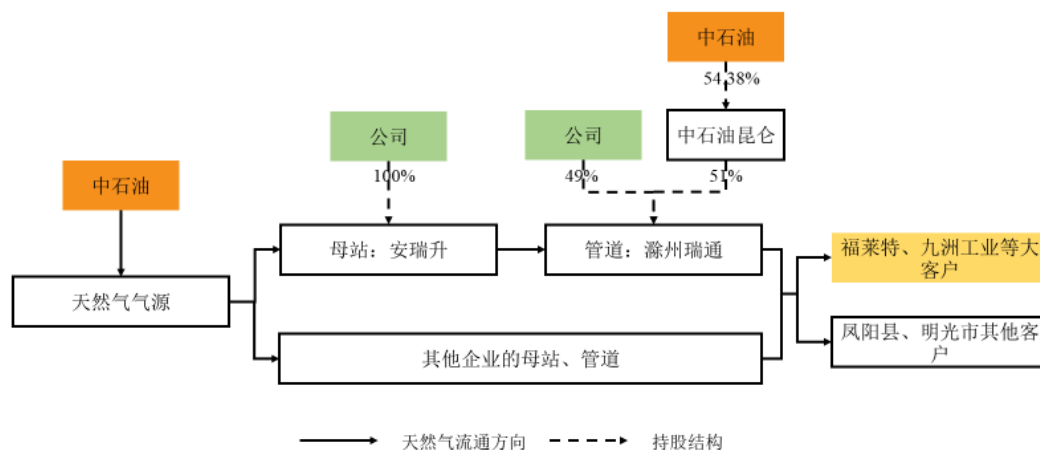 中石油
54.38%
公司
公司
中石油昆仑
100%
49%
51%
中石油
母站：安瑞升
管道：滁州瑞通
福莱特、九洲工业等大
客户
天然气气源
凤阳县、明光市其他客
户
其他企业的母站、管道
天然气流通方向
持股结构